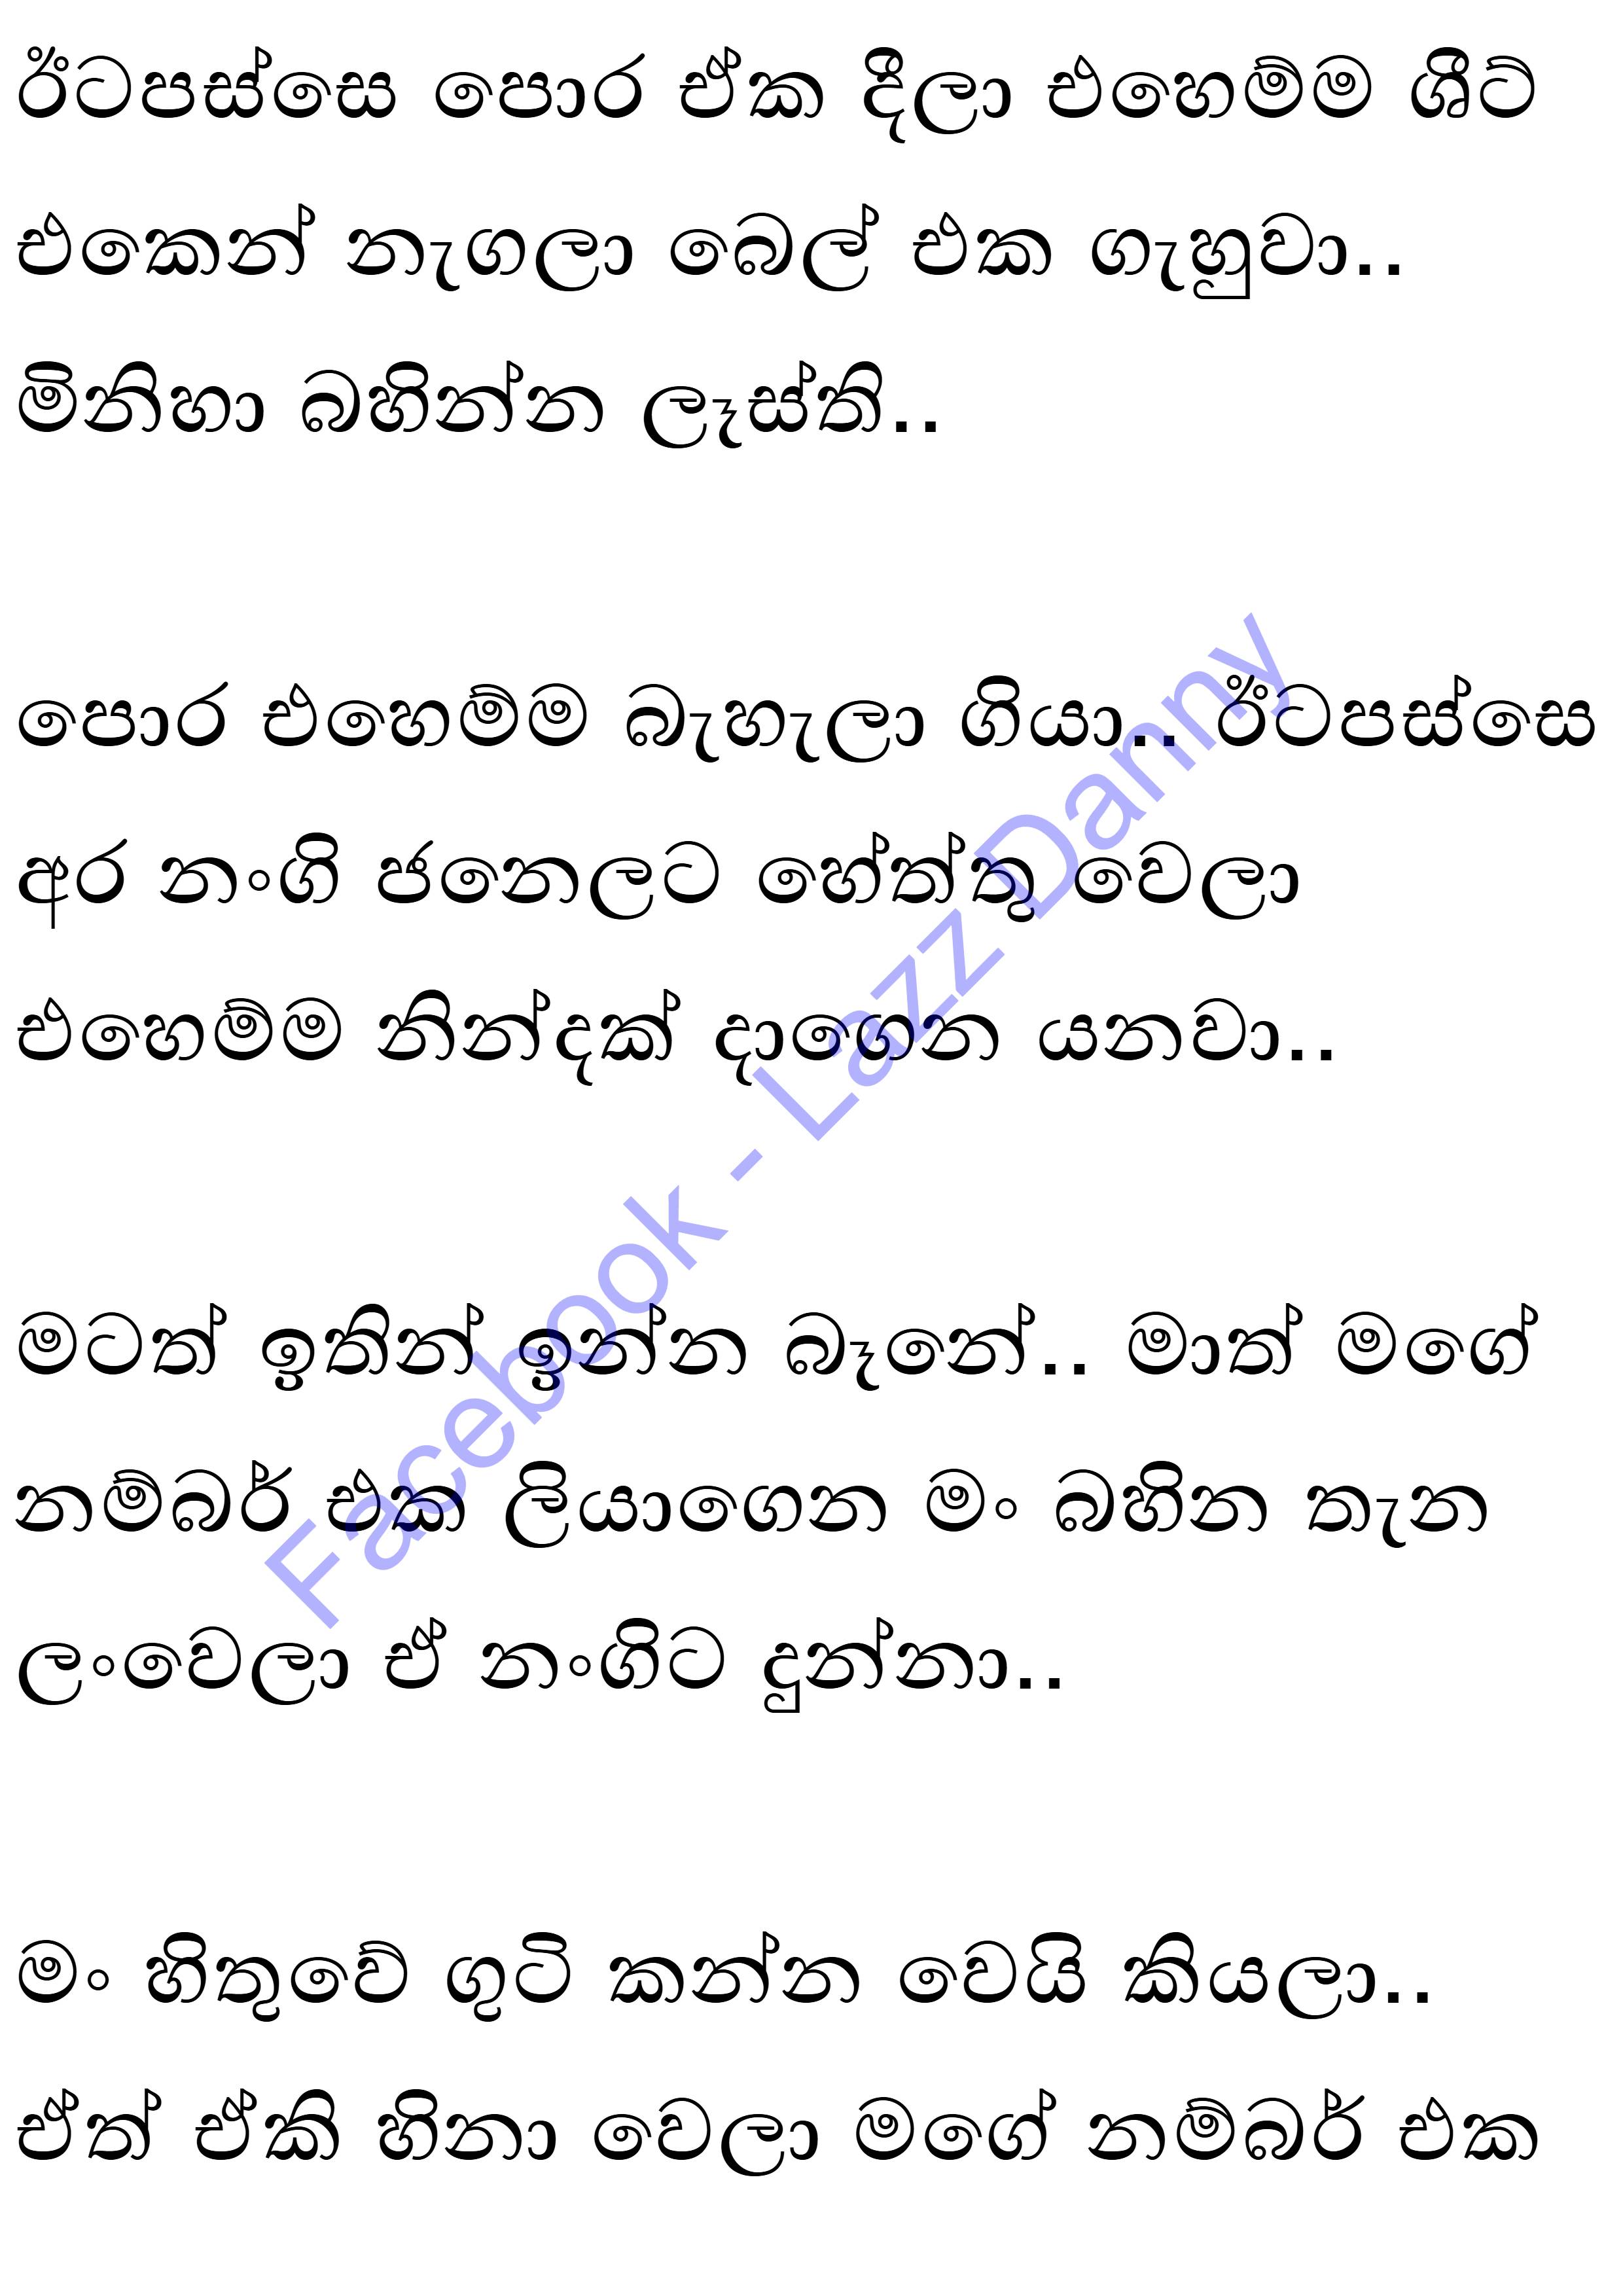 ඊටපස්සෙ පොර ඒක දීලා එහෙම්ම ශීට්
එකෙන් නැගලා බෙල් එක ගැහුවා..
මිනිහා බහින්න ලෑස්ති..
පොර එහෙම්ම බැහැලා ගියා.. ඊටපස්සෙ
අර නංගි ජනෙලට හේත්තු වෙලා
එහෙම්ම නින්දක් දාගෙන යනවා..
මටත් ඉතින් ඉන්න බෑනේ.. මාත් මගේ
නම්බර් එක ලියාගෙන මං බහින තැන
ලංවෙලා ඒ නංගිට දුන්නා..
මං හිතුවේ ගුටි කන්න වෙයි කියලා..
ඒත් ඒකි හිනා වෙලා මගේ නම්බර් එක
Facebook - Lazz Danny